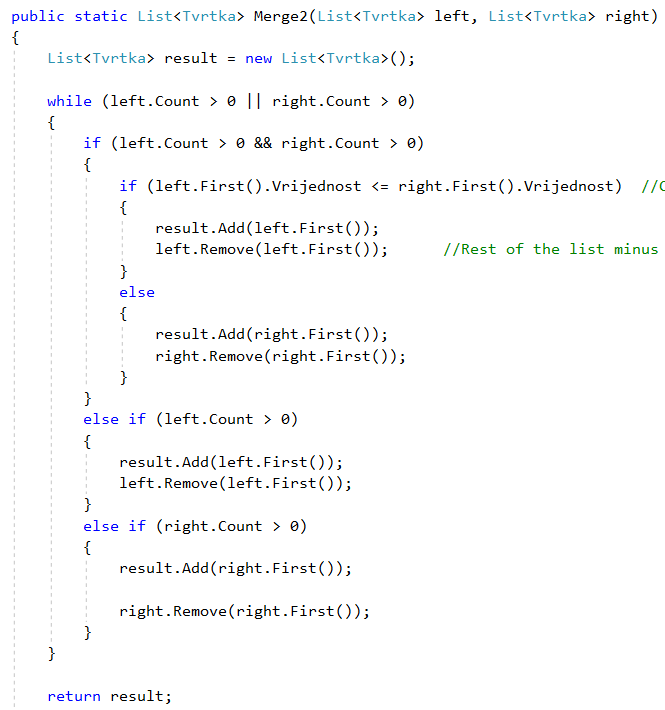 public static List<Tvrtka> Merge2(List<Tvrtka> left, List<Tvrtka> right)
{
    List<Tvrtka> result = new List<Tvrtka>();

    while (left.Count > 0 || right.Count > 0)
    {
        if (left.Count > 0 && right.Count > 0)
        {
            if (left.First().Vrijednost <= right.First().Vrijednost)  //
            {
                result.Add(left.First());
                left.Remove(left.First());      //Rest of the list minus
            }
            else
            {
                result.Add(right.First());
                right.Remove(right.First());
            }
        }
        else if (left.Count > 0)
        {
            result.Add(left.First());
            left.Remove(left.First());
        }
        else if (right.Count > 0)
        {
            result.Add(right.First());

            right.Remove(right.First());
        }
    }

    return result;